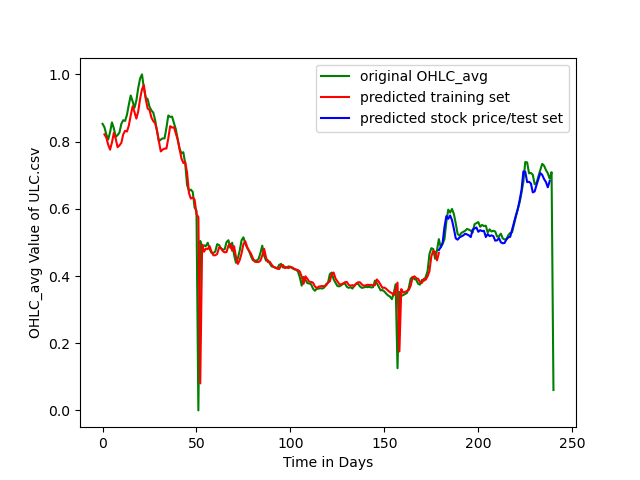 original OHLC_avg
predicted training set
predicted stock price/test set
OHLC_avg Value of ULC.csv
1.0
0.8
0.6
0.4
0.2
0.0
0 50 100 150 200 250
Time in Days